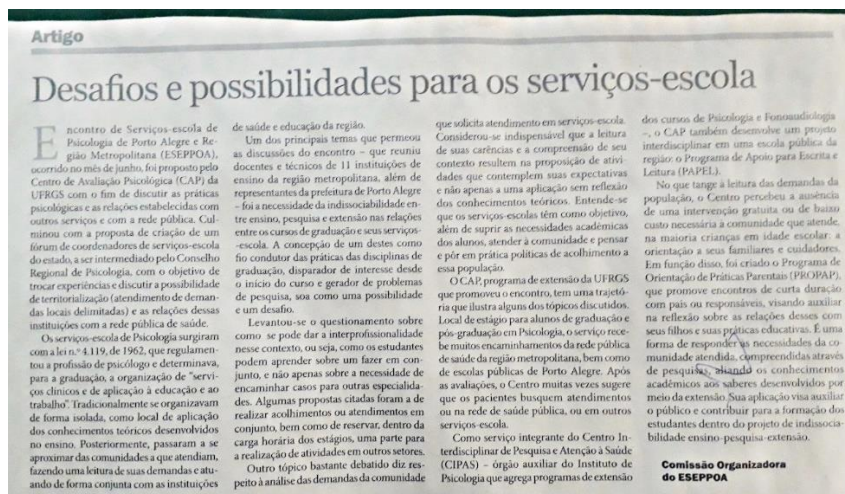 Artigo
Desafios e possibilidades para os serviços-escola
Encontro de Serviços-escola de
Psicologia de Porto Alegre e Re-
gião Metropolitana (ESEPPOA),
ocorrido no mês de junho, foi proposto pelo
Centro de Avaliação Psicológica (CAP) da
UFRGS com o fim de discutir as práticas
psicológicas e as relações estabelecidas com
outros serviços e com a rede pública. Cul-
minou com a proposta de criação de um
fórum de coordenadores de serviços-escola
do estado, a ser intermediado pelo Conselho
Regional de Psicologia, com o objetivo de
trocar experiências e discutir a possibilidade
de territorialização (atendimento de deman-
das locais delimitadas) e as relações dessas
instituições com a rede pública de saúde.
Os serviços-escola de Psicologia surgiram
com a lei n.º 4.119, de 1962, que regulamen-
tou a profissão de psicólogo e determinava,
para a graduação, a organização de "servi-
ços clínicos e de aplicação à educação e ao
trabalho". Tradicionalmente se organizavam
de forma isolada, como local de aplicação
dos conhecimentos teóricos desenvolvidos
no ensino. Posteriormente, passaram a se
aproximar das comunidades a que atendiam,
fazendo uma leitura de suas demandas e atu-
ando de forma conjunta com as instituições
de saúde e educação da região.
Um dos principais temas que permeou
as discussões do encontro – que reuniu
docentes e técnicos de 11 instituições de
ensino da região metropolitana, além de
representantes da prefeitura de Porto Alegre
– foi a necessidade da indissociabilidade en-
tre ensino, pesquisa e extensão nas relações
entre os cursos de graduação e seus serviços-
-escola. A concepção de um destes como
fio condutor das práticas das disciplinas de
graduação, disparador de interesse desde
o início do curso e gerador de problemas
de pesquisa, soa como uma possibilidade
e um desafio.
Levantou-se o questionamento sobre
como se pode dar a interprofissionalidade
nesse contexto, ou seja, como os estudantes
podem aprender sobre um fazer em con-
junto, e não apenas sobre a necessidade de
encaminhar casos para outras especialida-
des. Algumas propostas citadas foram a de
realizar acolhimentos ou atendimentos em
conjunto, bem como de reservar, dentro da
carga horária dos estágios, uma parte para
a realização de atividades em outros setores.
Outro tópico bastante debatido diz res-
peito à análise das demandas da comunidade
que solicita atendimento em serviços-escola.
Considerou-se indispensável que a leitura
de suas carências e a compreensão de seu
contexto resultem na proposição de ativi-
dades que contemplem suas expectativas
e não apenas a uma aplicação sem reflexão
dos conhecimentos teóricos. Entende-se
que os serviços-escola têm como objetivo,
além de suprir as necessidades acadêmicas
dos alunos, atender à comunidade e pensar
e pôr em prática políticas de acolhimento a
essa população.
O CAP, programa de extensão da UFRGS
que promoveu o encontro, tem uma trajetó-
ria que ilustra alguns dos tópicos discutidos.
Local de estágio para alunos de graduação e
pós-graduação em Psicologia, o serviço rece-
be muitos encaminhamentos da rede pública
de saúde da região metropolitana, bem como
de escolas públicas de Porto Alegre. Após
as avaliações, o Centro muitas vezes sugere
que os pacientes busquem atendimentos
ou na rede de saúde pública, ou em outros
serviços-escola.
Como serviço integrante do Centro In-
terdisciplinar de Pesquisa e Atenção à Saúde
(CIPAS) – órgão auxiliar do Instituto de
Psicologia que agrega programas de extensão
dos cursos de Psicologia e Fonoaudiologia
–, o CAP também desenvolve um projeto
interdisciplinar em uma escola pública da
região: o Programa de Apoio para Escrita e
Leitura (PAPEL).
No que tange à leitura das demandas da
população, o Centro percebeu a ausência
de uma intervenção gratuita ou de baixo
custo necessária à comunidade que atende,
na maioria crianças em idade escolar: a
orientação a seus familiares e cuidadores.
Em função disso, foi criado o Programa de
Orientação de Práticas Parentais (PROPAP),
que promove encontros de curta duração
com pais ou responsáveis, visando auxiliar
na reflexão sobre as relações desses com
seus filhos e suas práticas educativas. É uma
forma de responder às necessidades da co-
munidade atendida, compreendidas através
de pesquisas, aliando os conhecimentos
acadêmicos aos saberes desenvolvidos por
meio da extensão. Sua aplicação visa auxiliar
o público e contribuir para a formação dos
estudantes dentro do projeto de indissocia-
bilidade ensino-pesquisa-extensão.
Comissão Organizadora
do ESEPPOA